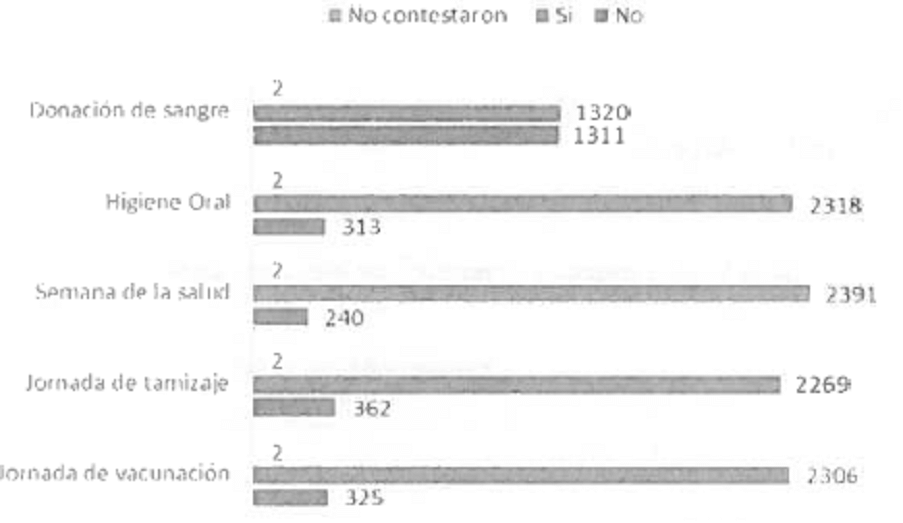 No contestaron Si No
2
Donación de sangre 1320
1311
2
Higiene Oral 2318
313
2
Semana de la salud 2391
240
2
Jornada de tamizaje 2269
362
2
Jornada de vacunación 2306
325